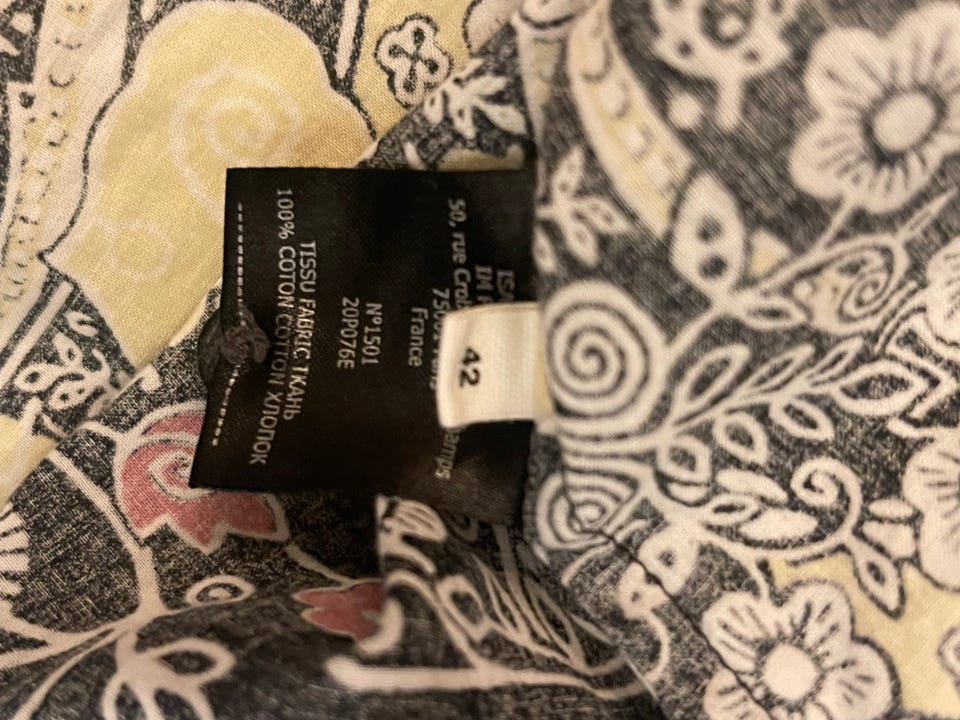 42
50, rue
France
N°1501
20P076E
TISSU FABRIC ТКАНЬ
100% COTON COTTON ХЛОПОК